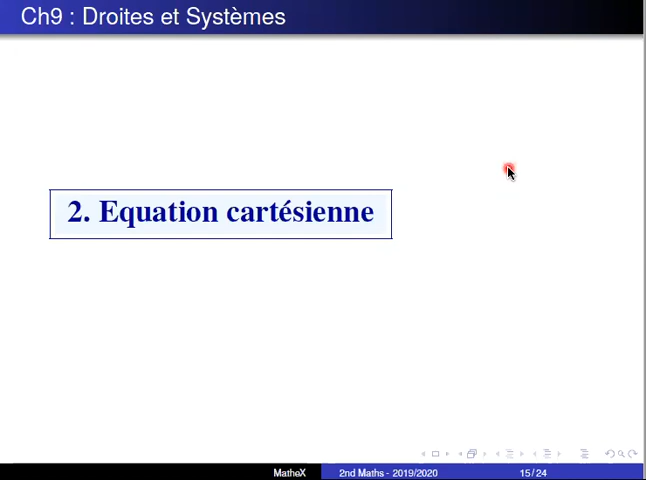 Ch9 : Droites et Systèmes
2. Equation cartésienne
MatheX 2nd Maths - 2019/2020 15/24